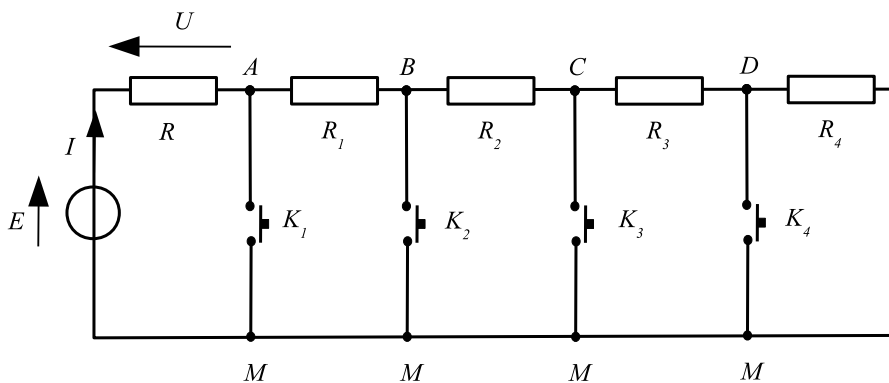 U
A B C D
R R₁ R₂ R₃ R₄
I
E K₁ K₂ K₃ K₄
M M M M